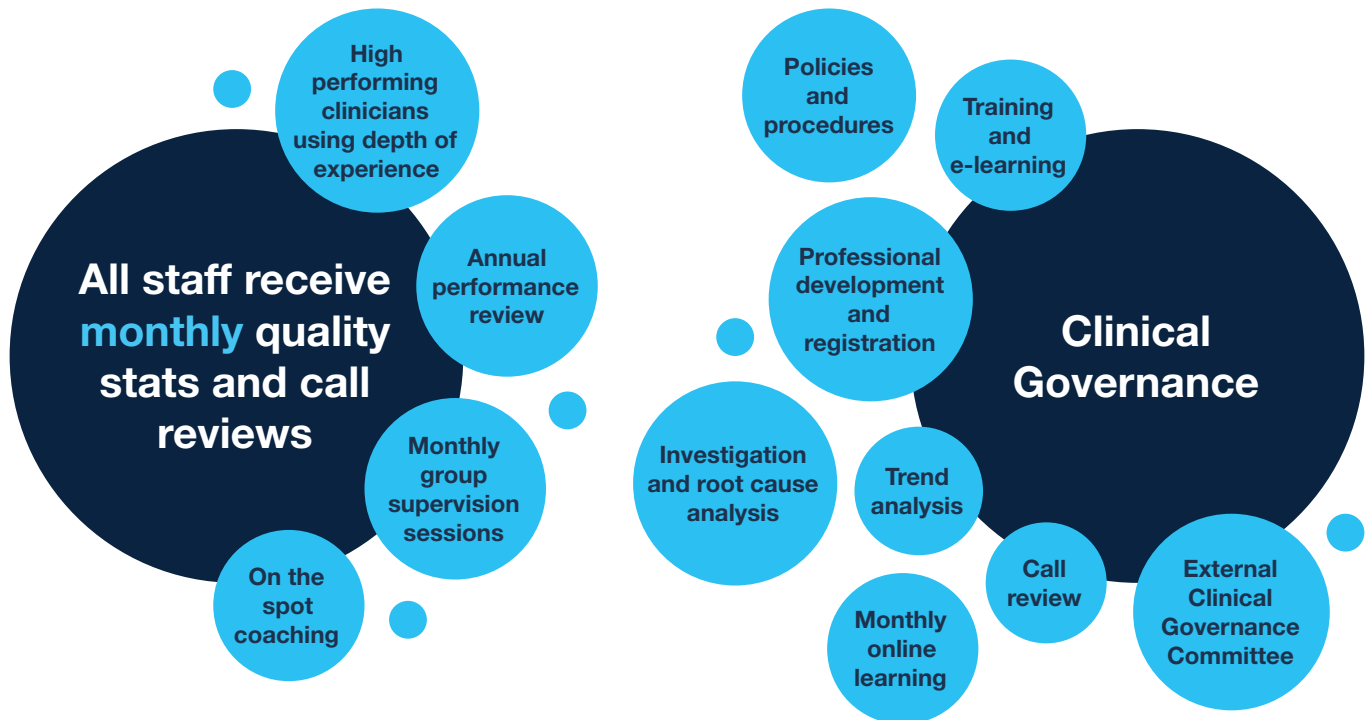 High
performing
clinicians
using depth of
experience
All staff receive
monthly quality
stats and call
reviews
Annual
performance
review
Monthly
group
supervision
sessions
On the
spot
coaching
Policies
and
procedures
Training
and
e-learning
Professional
development
and
registration
Clinical
Governance
Investigation
and root cause
analysis
Trend
analysis
Call
review
Monthly
online
learning
External
Clinical
Governance
Committee